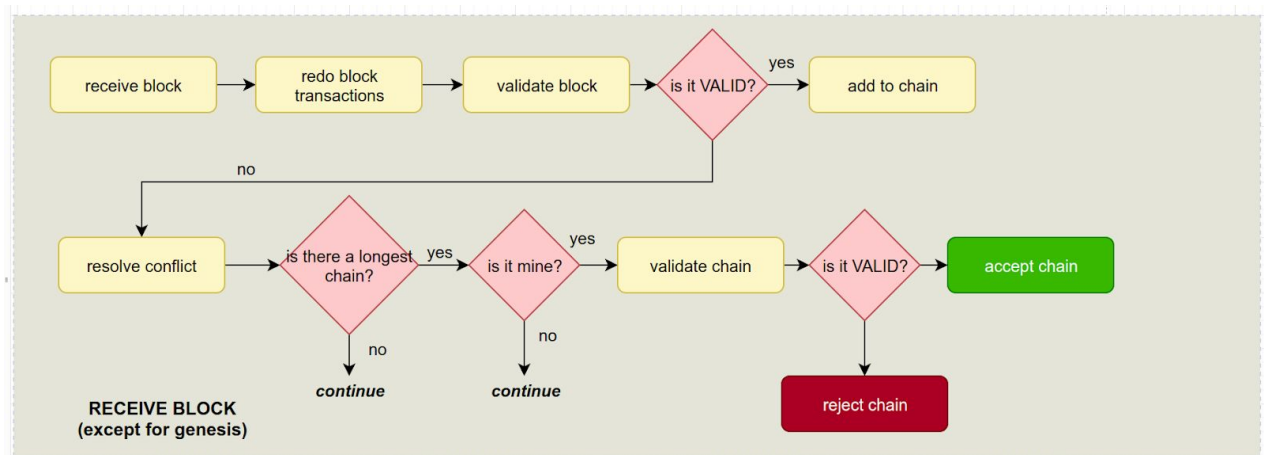 receive block
redo block
transactions
validate block
is it VALID?
yes
add to chain
no
resolve conflict
is there a longest
chain?
yes
is it mine?
yes
validate chain
is it VALID?
accept chain
no
continue
no
continue
reject chain
RECEIVE BLOCK
(except for genesis)